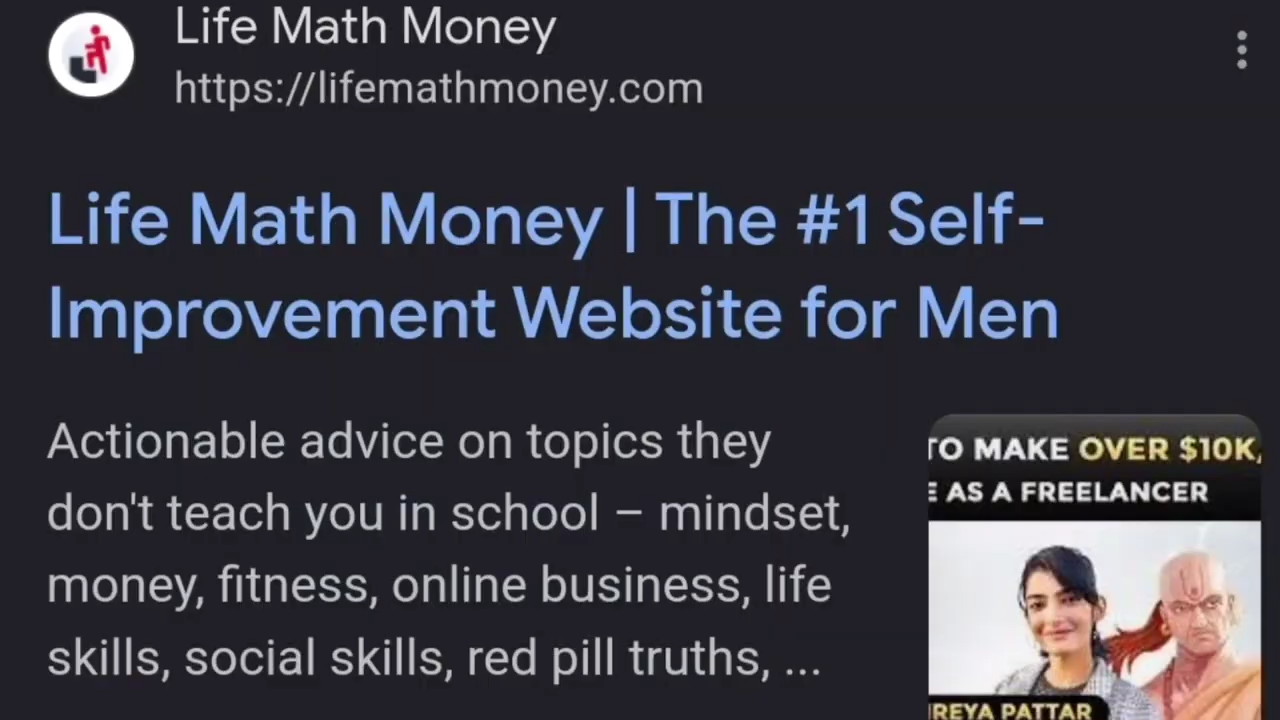 Life Math Money
https://lifemathmoney.com
Life Math Money | The #1 Self-
Improvement Website for Men
Actionable advice on topics they
don't teach you in school – mindset,
money, fitness, online business, life
skills, social skills, red pill truths, ...
TO MAKE OVER $10K,
E AS A FREELANCER
REYA PATTAR